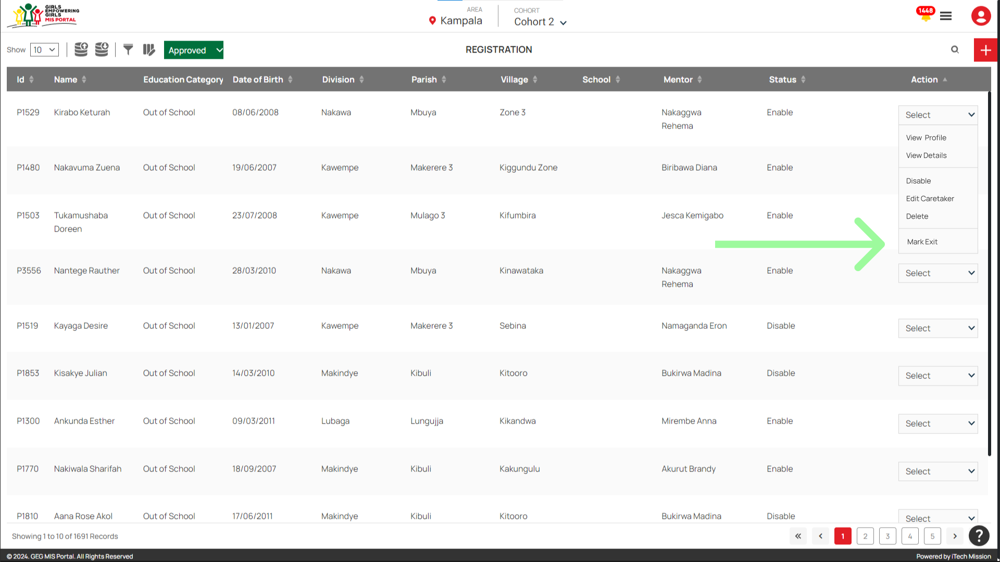 GIRLS
EMPOWERING
GIRLS
MIS PORTAL
AREA
Kampala
COHORT
Cohort 2
1448
Show 10 Approved REGISTRATION
Id Name Education Category Date of Birth Division Parish Village School Mentor Status Action
P1529 Kirabo Keturah Out of School 08/06/2008 Nakawa Mbuya Zone 3 Nakaggwa Rehema Enable Select
View Profile
View Details
P1480 Nakavuma Zuena Out of School 19/06/2007 Kawempe Makerere 3 Kiggundu Zone Biribawa Diana Enable
Disable
Edit Caretaker
Delete
P1503 Tukamushaba Doreen Out of School 23/07/2008 Kawempe Mulago 3 Kifumbira Jesca Kemigabo Enable
Mark Exit
P3556 Nantege Rauther Out of School 28/03/2010 Nakawa Mbuya Kinawataka Nakaggwa Rehema Enable Select
P1519 Kayaga Desire Out of School 13/01/2007 Kawempe Makerere 3 Sebina Namaganda Eron Disable Select
P1853 Kisakye Julian Out of School 14/03/2010 Makindye Kibuli Kitooro Bukirwa Madina Disable Select
P1300 Ankunda Esther Out of School 09/03/2011 Lubaga Lungujja Kikandwa Mirembe Anna Enable Select
P1770 Nakiwala Sharifah Out of School 18/09/2007 Makindye Kibuli Kakungulu Akurut Brandy Enable Select
P1810 Aana Rose Akol Out of School 17/06/2011 Makindye Kibuli Kitooro Bukirwa Madina Disable Select
Showing 1 to 10 of 1691 Records « ‹ 1 2 3 4 5 › ?
© 2024. GEG MIS Portal. All Rights Reserved Powered by iTech Mission